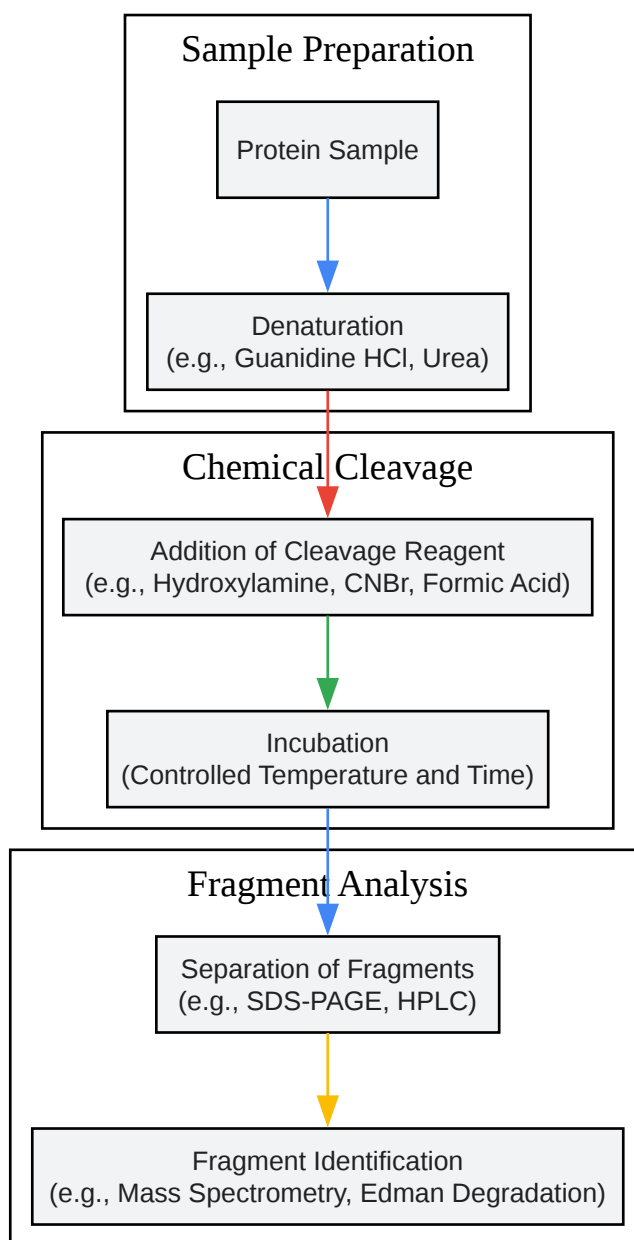 Sample Preparation
Protein Sample
Denaturation
(e.g., Guanidine HCl, Urea)
Chemical Cleavage
Addition of Cleavage Reagent
(e.g., Hydroxylamine, CNBr, Formic Acid)
Incubation
(Controlled Temperature and Time)
Fragment Analysis
Separation of Fragments
(e.g., SDS-PAGE, HPLC)
Fragment Identification
(e.g., Mass Spectrometry, Edman Degradation)